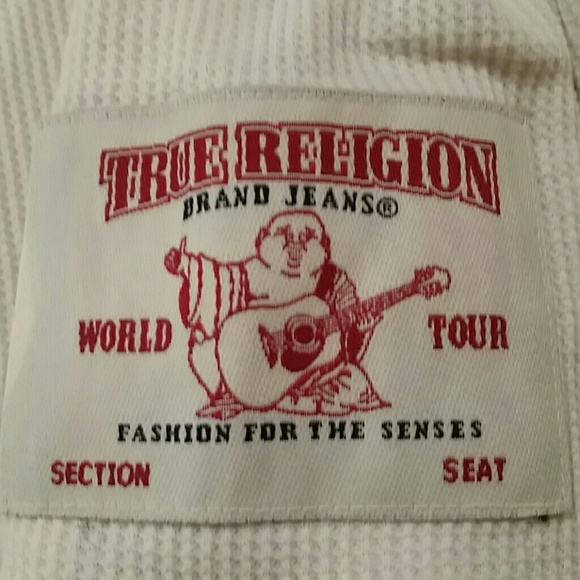 TRUE RELIGION
BRAND JEANS®
WORLD TOUR
FASHION FOR THE SENSES
SECTION SEAT